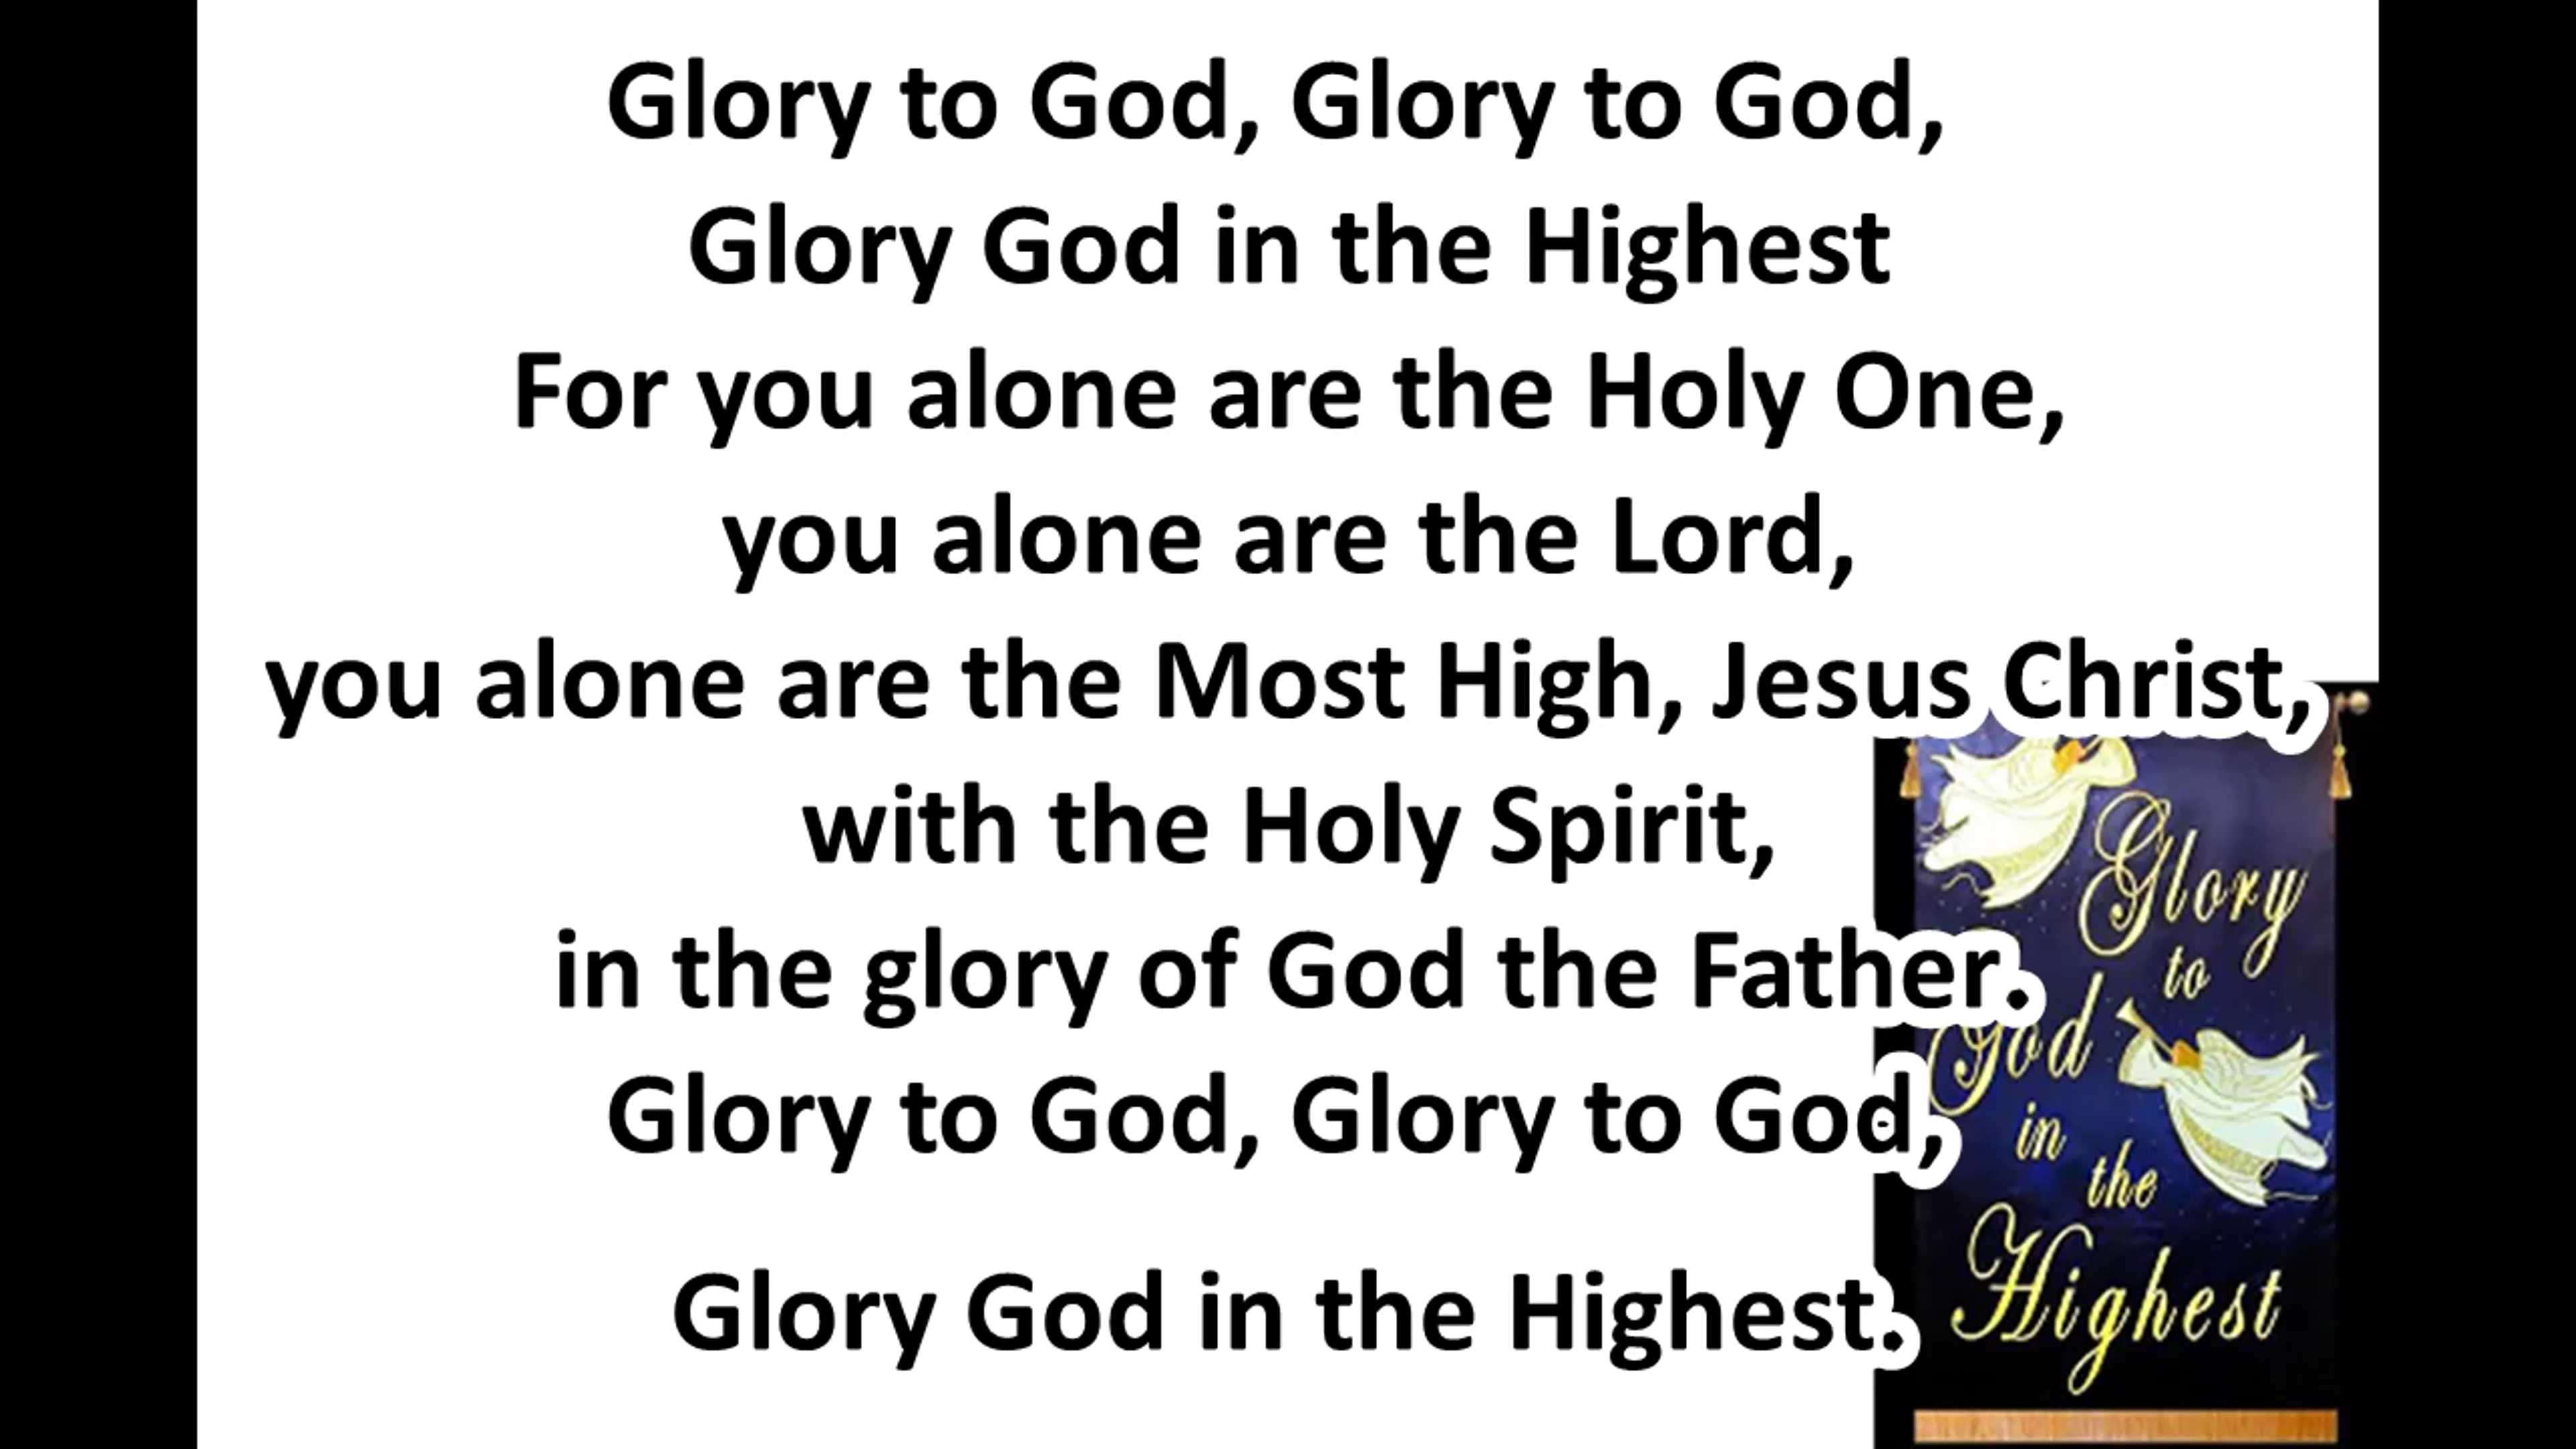 Glory to God, Glory to God,
Glory God in the Highest
For you alone are the Holy One,
you alone are the Lord,
you alone are the Most High, Jesus Christ,
with the Holy Spirit,
in the glory of God the Father.
Glory to God, Glory to God,
Glory God in the Highest.
Glory
to
God
in
the
Highest